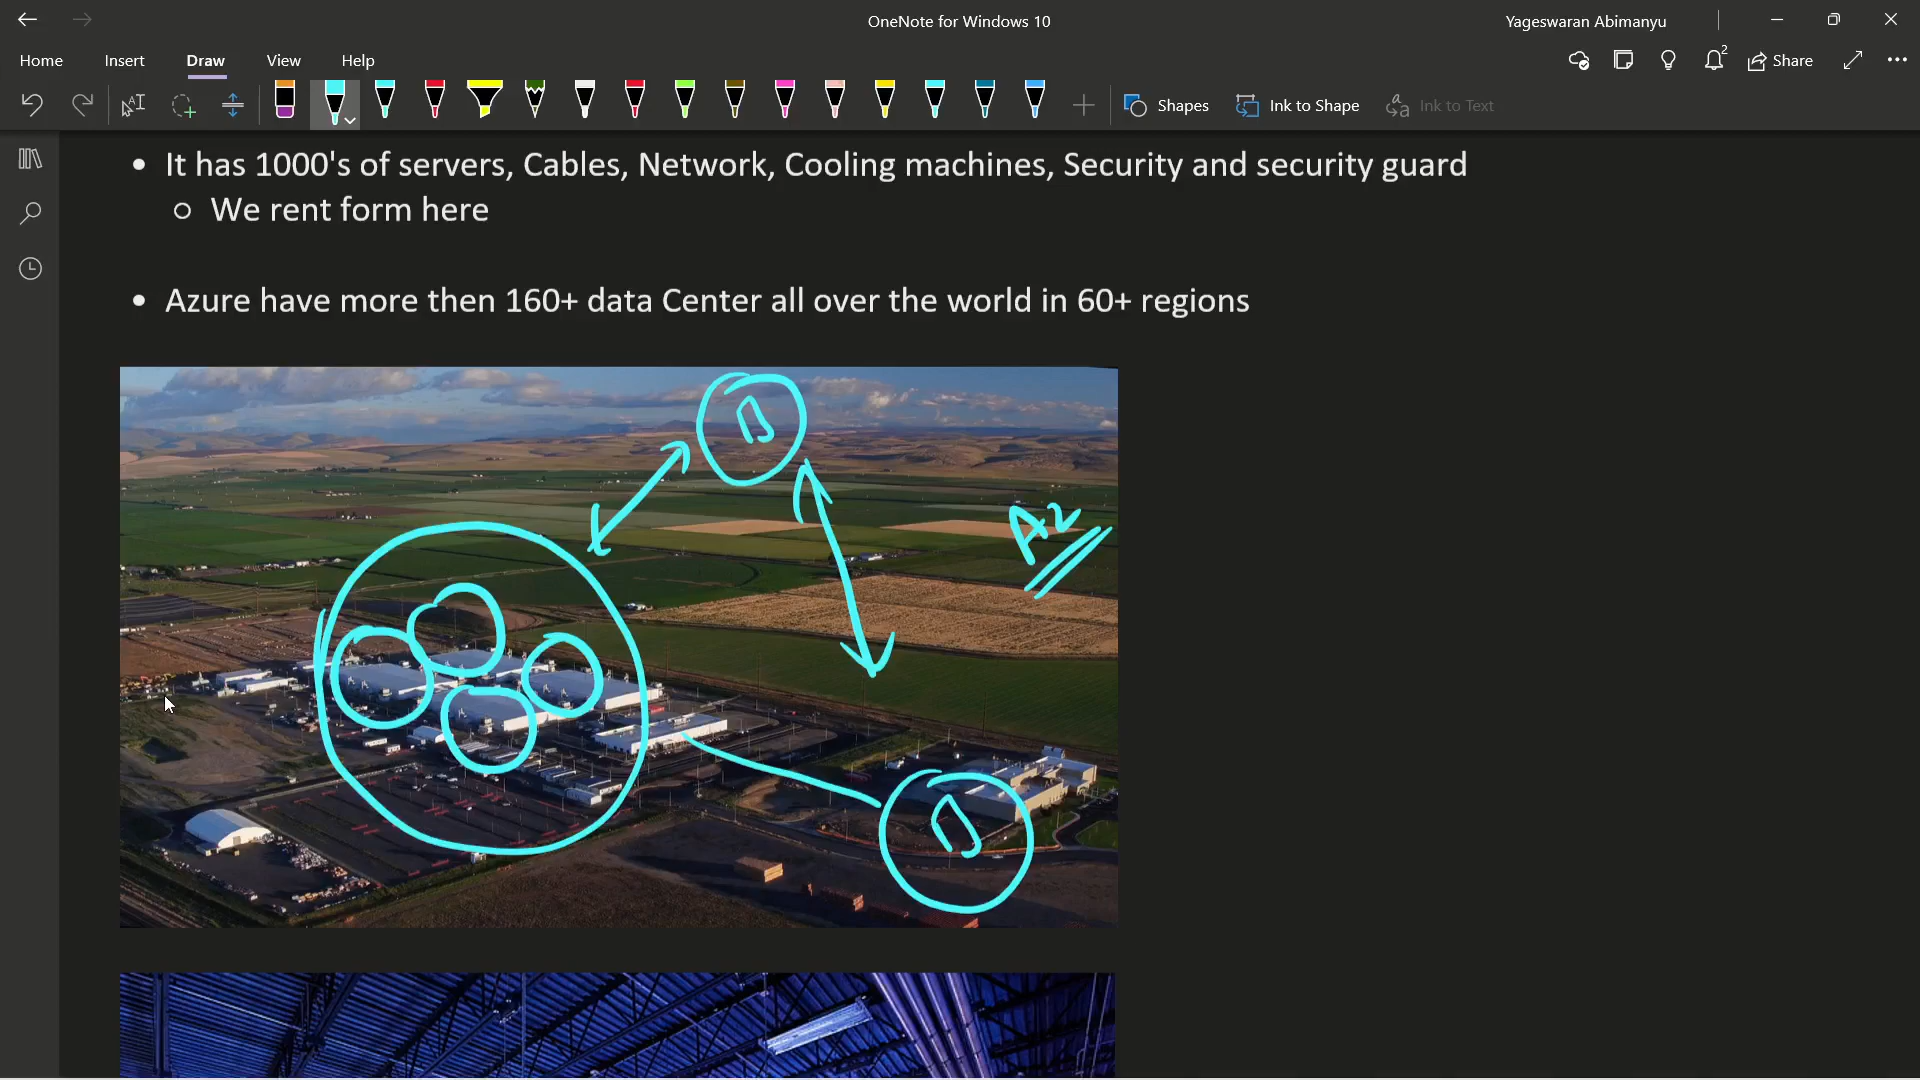 OneNote for Windows 10
Yageswaran Abimanyu
Home Insert Draw View Help
2
Share
Shapes
Ink to Shape
Ink to Text
• It has 1000's of servers, Cables, Network, Cooling machines, Security and security guard
○ We rent form here
• Azure have more then 160+ data Center all over the world in 60+ regions